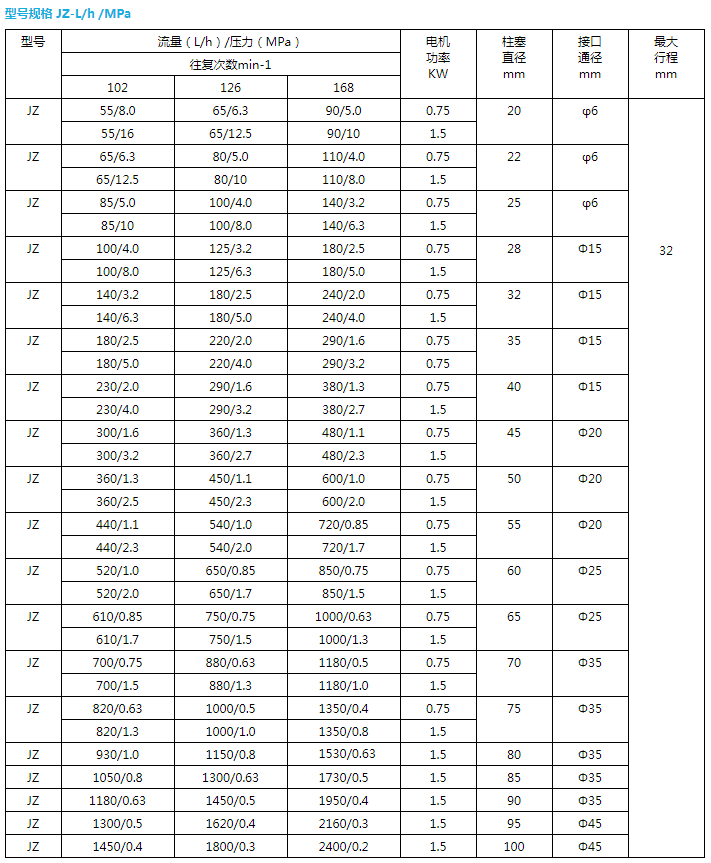 型号规格 JZ-L/h /MPa
型号 流量（L/h）/压力（MPa） 电机功率KW 柱塞直径mm 接口通径mm 最大行程mm
往复次数min-1
102 126 168
JZ 55/8.0 65/6.3 90/5.0 0.75 20 φ6
55/16 65/12.5 90/10 1.5
JZ 65/6.3 80/5.0 110/4.0 0.75 22 φ6
65/12.5 80/10 110/8.0 1.5
JZ 85/5.0 100/4.0 140/3.2 0.75 25 φ6
85/10 100/8.0 140/6.3 1.5
JZ 100/4.0 125/3.2 180/2.5 0.75 28 Φ15 32
100/8.0 125/6.3 180/5.0 1.5
JZ 140/3.2 180/2.5 240/2.0 0.75 32 Φ15
140/6.3 180/5.0 240/4.0 1.5
JZ 180/2.5 220/2.0 290/1.6 0.75 35 Φ15
180/5.0 220/4.0 290/3.2 0.75
JZ 230/2.0 290/1.6 380/1.3 0.75 40 Φ15
230/4.0 290/3.2 380/2.7 1.5
JZ 300/1.6 360/1.3 480/1.1 0.75 45 Φ20
300/3.2 360/2.7 480/2.3 1.5
JZ 360/1.3 450/1.1 600/1.0 0.75 50 Φ20
360/2.5 450/2.3 600/2.0 1.5
JZ 440/1.1 540/1.0 720/0.85 0.75 55 Φ20
440/2.3 540/2.0 720/1.7 1.5
JZ 520/1.0 650/0.85 850/0.75 0.75 60 Φ25
520/2.0 650/1.7 850/1.5 1.5
JZ 610/0.85 750/0.75 1000/0.63 0.75 65 Φ25
610/1.7 750/1.5 1000/1.3 1.5
JZ 700/0.75 880/0.63 1180/0.5 0.75 70 Φ35
700/1.5 880/1.3 1180/1.0 1.5
JZ 820/0.63 1000/0.5 1350/0.4 0.75 75 Φ35
820/1.3 1000/1.0 1350/0.8 1.5
JZ 930/1.0 1150/0.8 1530/0.63 1.5 80 Φ35
JZ 1050/0.8 1300/0.63 1730/0.5 1.5 85 Φ35
JZ 1180/0.63 1450/0.5 1950/0.4 1.5 90 Φ35
JZ 1300/0.5 1620/0.4 2160/0.3 1.5 95 Φ45
JZ 1450/0.4 1800/0.3 2400/0.2 1.5 100 Φ45